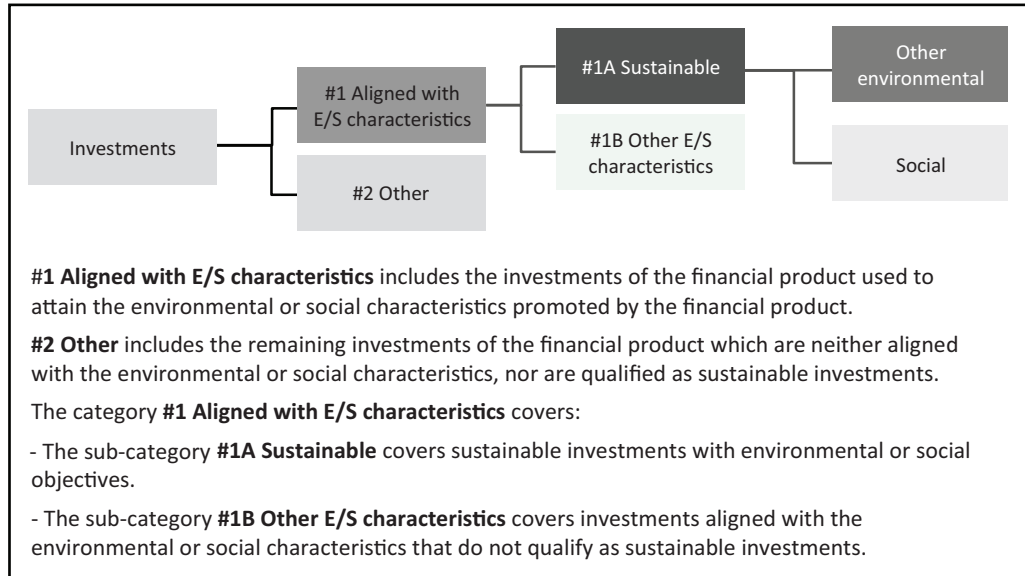 Investments
#1 Aligned with
E/S characteristics
#2 Other
#1A Sustainable
#1B Other E/S
characteristics
Other
environmental
Social
#1 Aligned with E/S characteristics includes the investments of the financial product used to
attain the environmental or social characteristics promoted by the financial product.
#2 Other includes the remaining investments of the financial product which are neither aligned
with the environmental or social characteristics, nor are qualified as sustainable investments.
The category #1 Aligned with E/S characteristics covers:
- The sub-category #1A Sustainable covers sustainable investments with environmental or social
objectives.
- The sub-category #1B Other E/S characteristics covers investments aligned with the
environmental or social characteristics that do not qualify as sustainable investments.